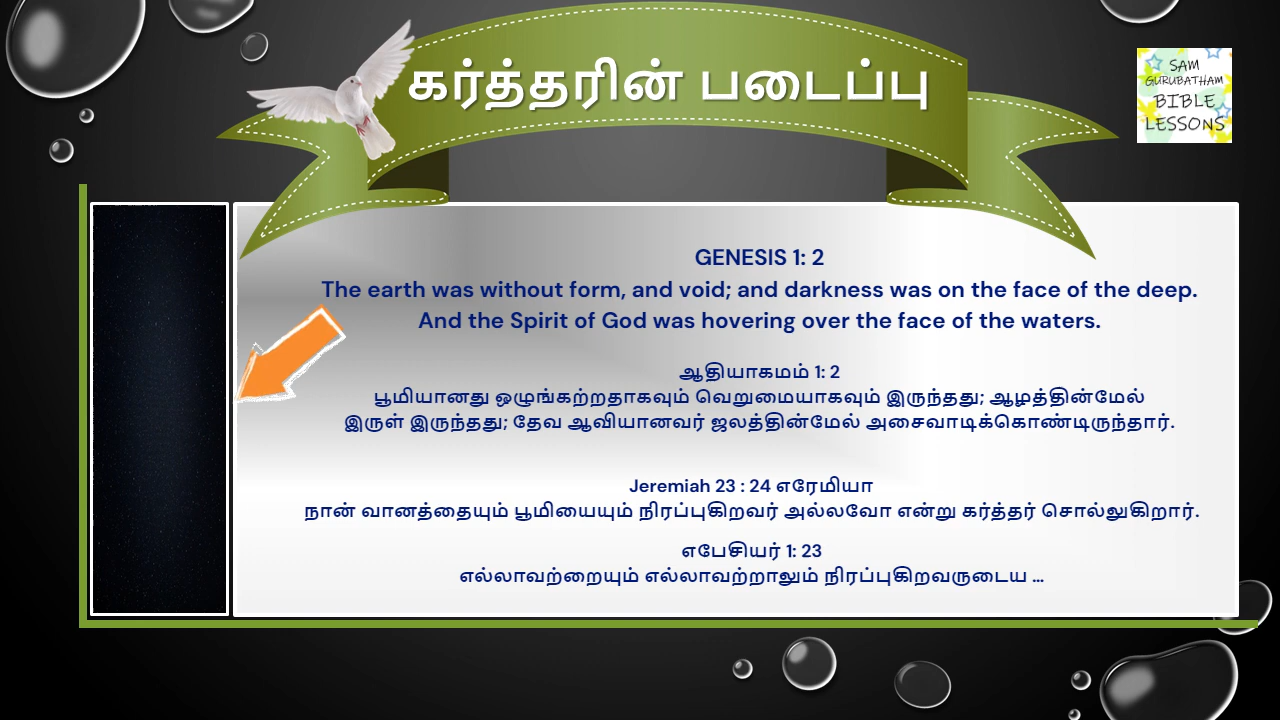 கர்த்தரின் படைப்பு
SAM
GURUBATHAM
BIBLE
LESSONS
GENESIS 1: 2
The earth was without form, and void; and darkness was on the face of the deep.
And the Spirit of God was hovering over the face of the waters.
ஆதியாகமம் 1: 2
பூமியானது ஒழுங்கற்றதாகவும் வெறுமையாகவும் இருந்தது; ஆழத்தின்மேல்
இருள் இருந்தது; தேவ ஆவியானவர் ஜலத்தின்மேல் அசைவாடிக்கொண்டிருந்தார்.
Jeremiah 23 : 24 எரேமியா
நான் வானத்தையும் பூமியையும் நிரப்புகிறவர் அல்லவோ என்று கர்த்தர் சொல்லுகிறார்.
எபேசியர் 1: 23
எல்லாவற்றையும் எல்லாவற்றாலும் நிரப்புகிறவருடைய ...